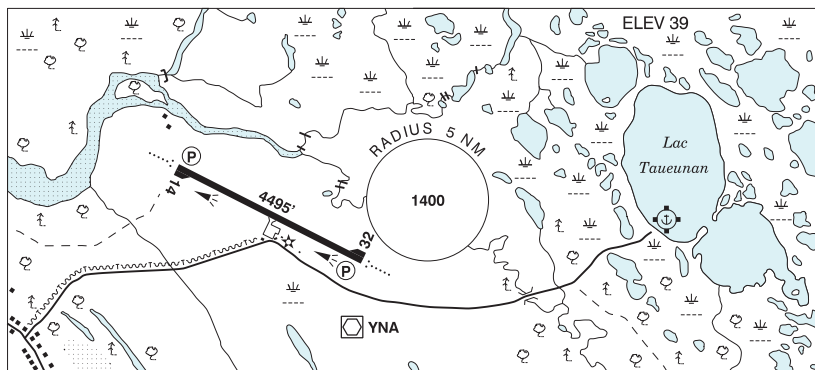 ELEV 39
RADIUS 5 NM
Lac
Taueunan
P
14
4495'
1400
32
P
YNA